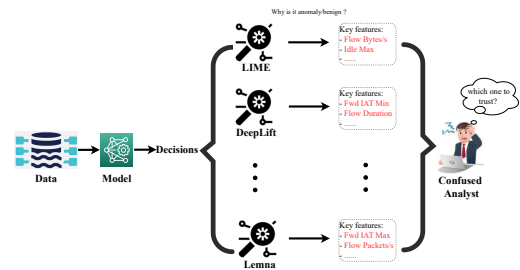 Why is it anomaly/benign ?
LIME
Key features:
- Flow Bytes/s
- Idle Max
- ......
DeepLift
Key features:
- Fwd IAT Min
- Flow Duration
- ......
which one to
trust?
Data
Model
Decisions
Confused
Analyst
Lemna
Key features:
- Fwd IAT Max
- Flow Packets/s
- ......